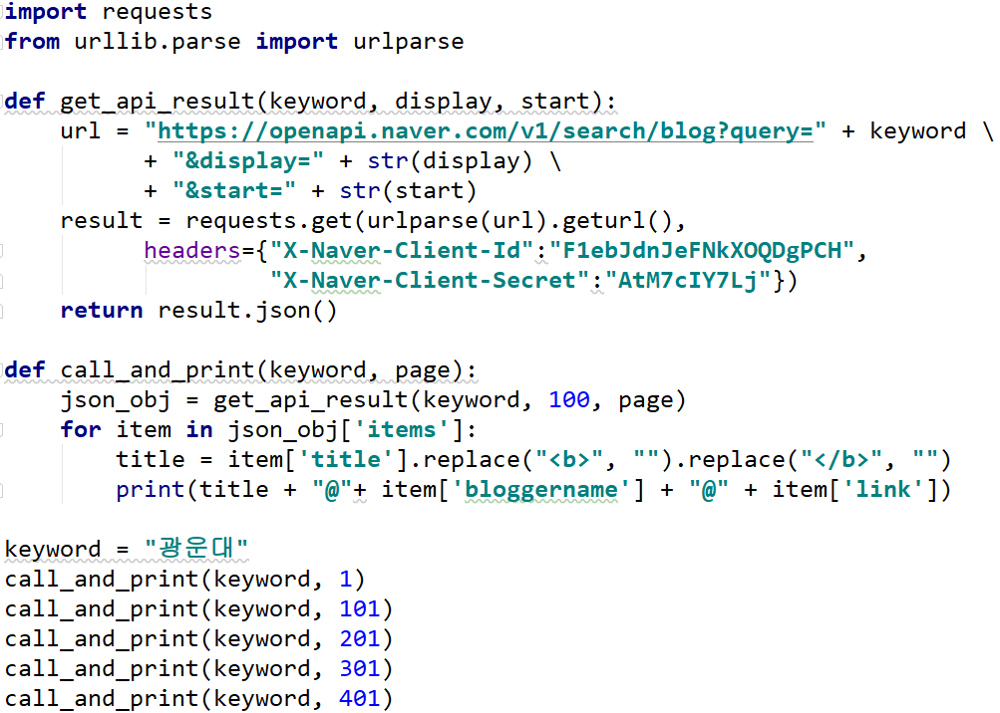 import requests
from urllib.parse import urlparse
def get_api_result(keyword, display, start):
    url = "https://openapi.naver.com/v1/search/blog?query=" + keyword \
          + "&display=" + str(display) \
          + "&start=" + str(start)
    result = requests.get(urlparse(url).geturl(),
          headers={"X-Naver-Client-Id":"F1ebJdnJeFNkXOQDgPCH",
                   "X-Naver-Client-Secret":"AtM7cIY7Lj"})
    return result.json()
def call_and_print(keyword, page):
    json_obj = get_api_result(keyword, 100, page)
    for item in json_obj['items']:
        title = item['title'].replace("<b>", "").replace("</b>", "")
        print(title + "@"+ item['bloggername'] + "@" + item['link'])
keyword = "광운대"
call_and_print(keyword, 1)
call_and_print(keyword, 101)
call_and_print(keyword, 201)
call_and_print(keyword, 301)
call_and_print(keyword, 401)